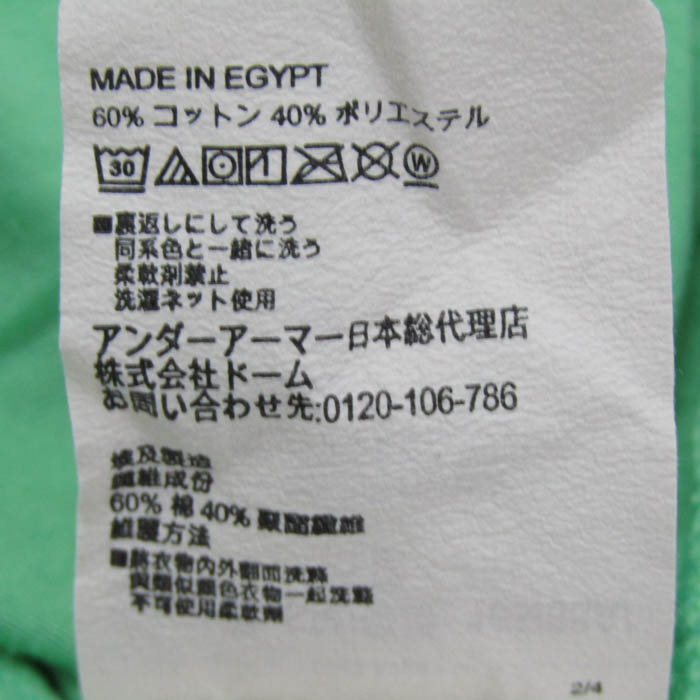 MADE IN EGYPT
60% コットン 40% ポリエステル
30 W
■裏返しにして洗う
同系色と一緒に洗う
柔軟剤禁止
洗濯ネット使用
アンダーアーマー日本総代理店
株式会社ドーム
お問い合わせ先:0120-106-786
埃及製造
纖維成份
60% 棉 40% 聚酯纖維
維護方法
■將衣物內外翻面洗滌
與類似顏色衣物一起洗滌
不可使用柔軟劑
2/4